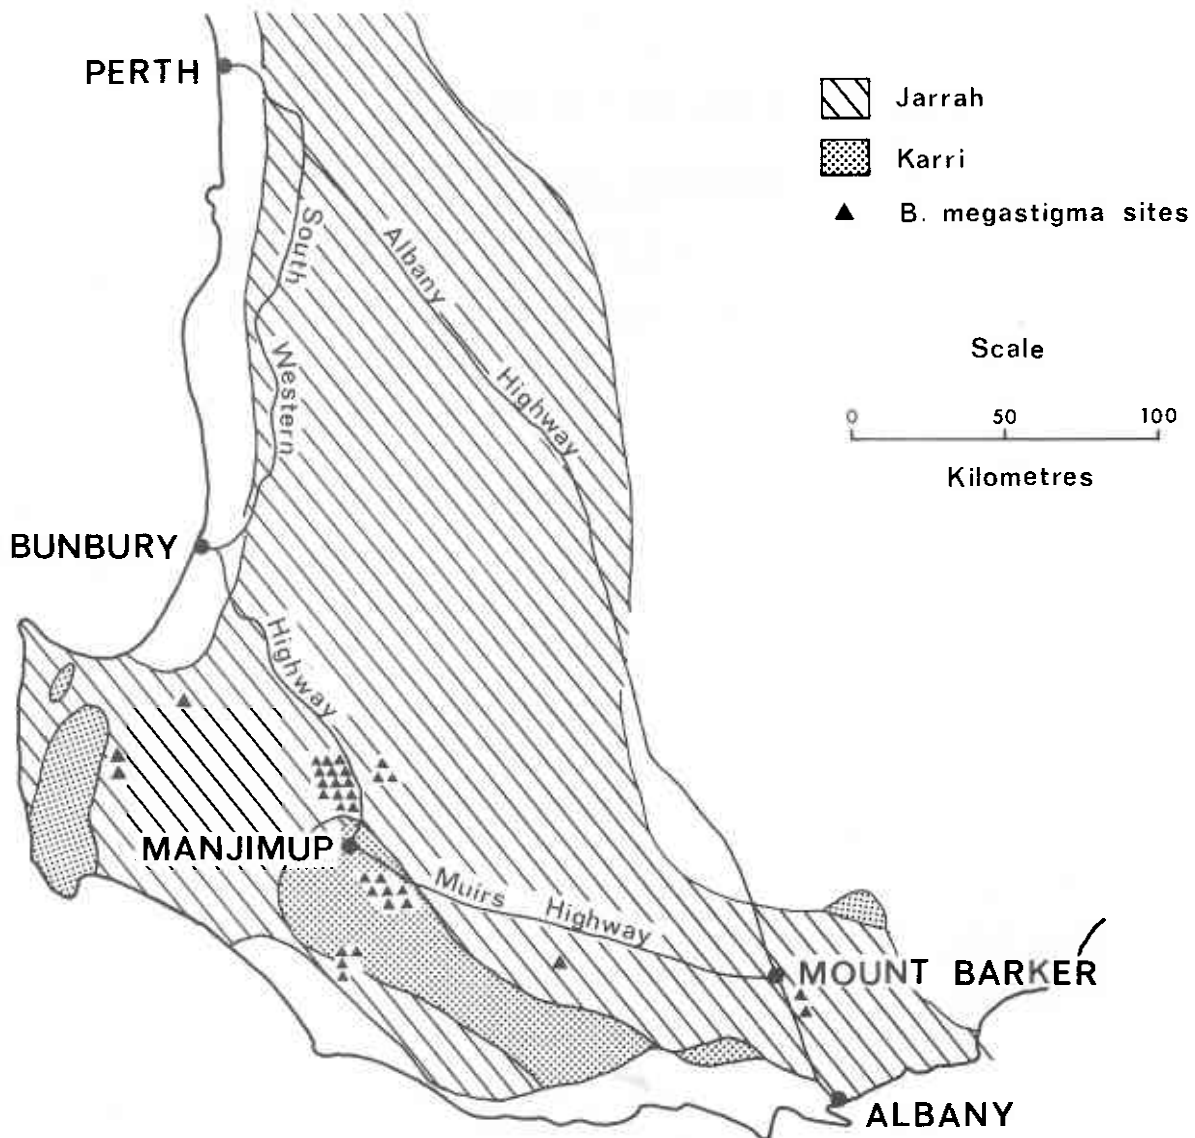 PERTH
Jarrah
Karri
B. megastigma sites
South
Albany
Scale
Western
Highway
0 50 100
Kilometres
BUNBURY
Highway
MANJIMUP
Muirs Highway
MOUNT BARKER
ALBANY